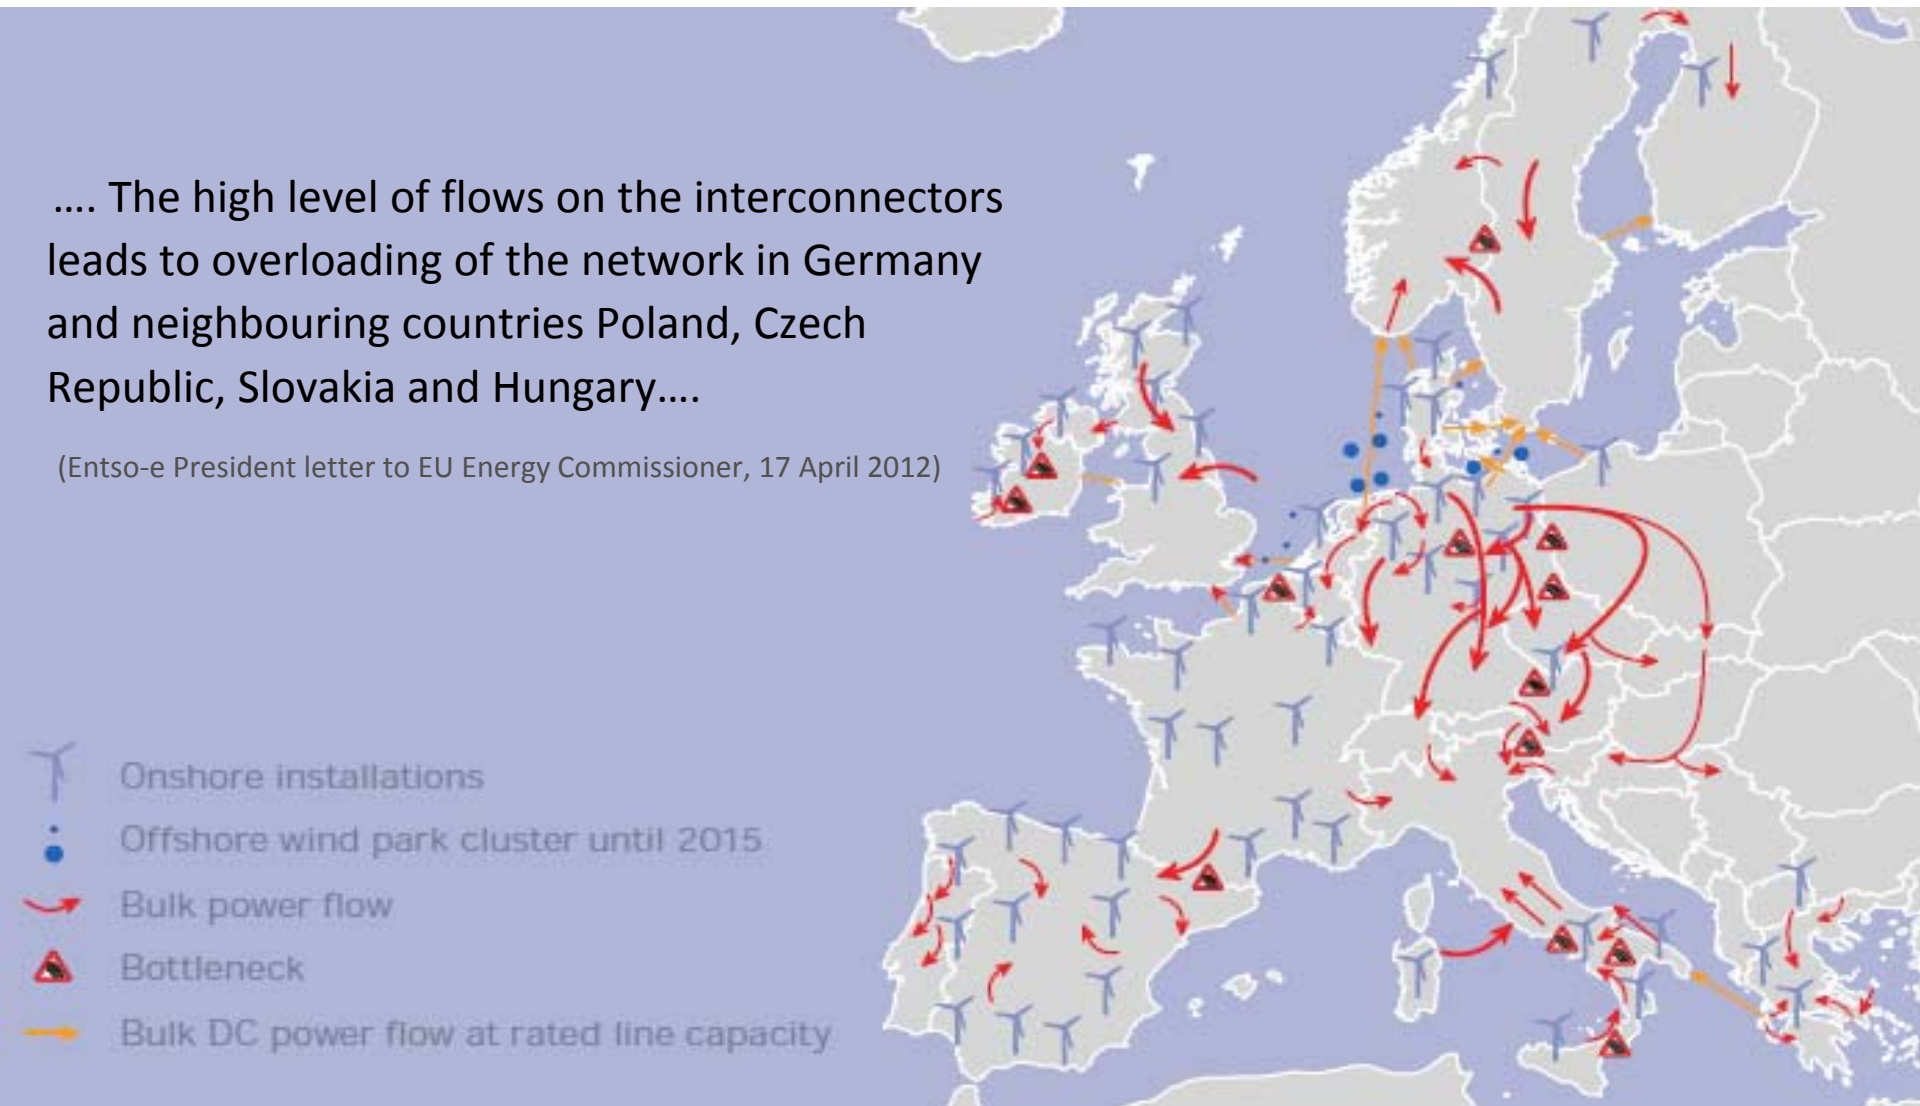 .... The high level of flows on the interconnectors
leads to overloading of the network in Germany
and neighbouring countries Poland, Czech
Republic, Slovakia and Hungary....
(Entso-e President letter to EU Energy Commissioner, 17 April 2012)
Onshore installations
Offshore wind park cluster until 2015
Bulk power flow
Bottleneck
Bulk DC power flow at rated line capacity